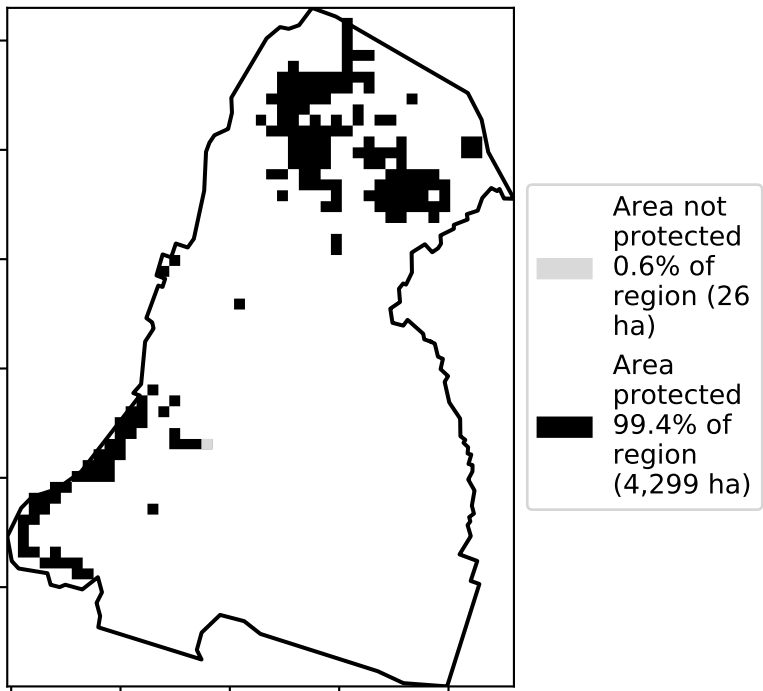 Area not
protected
0.6% of
region (26
ha)
Area
protected
99.4% of
region
(4,299 ha)